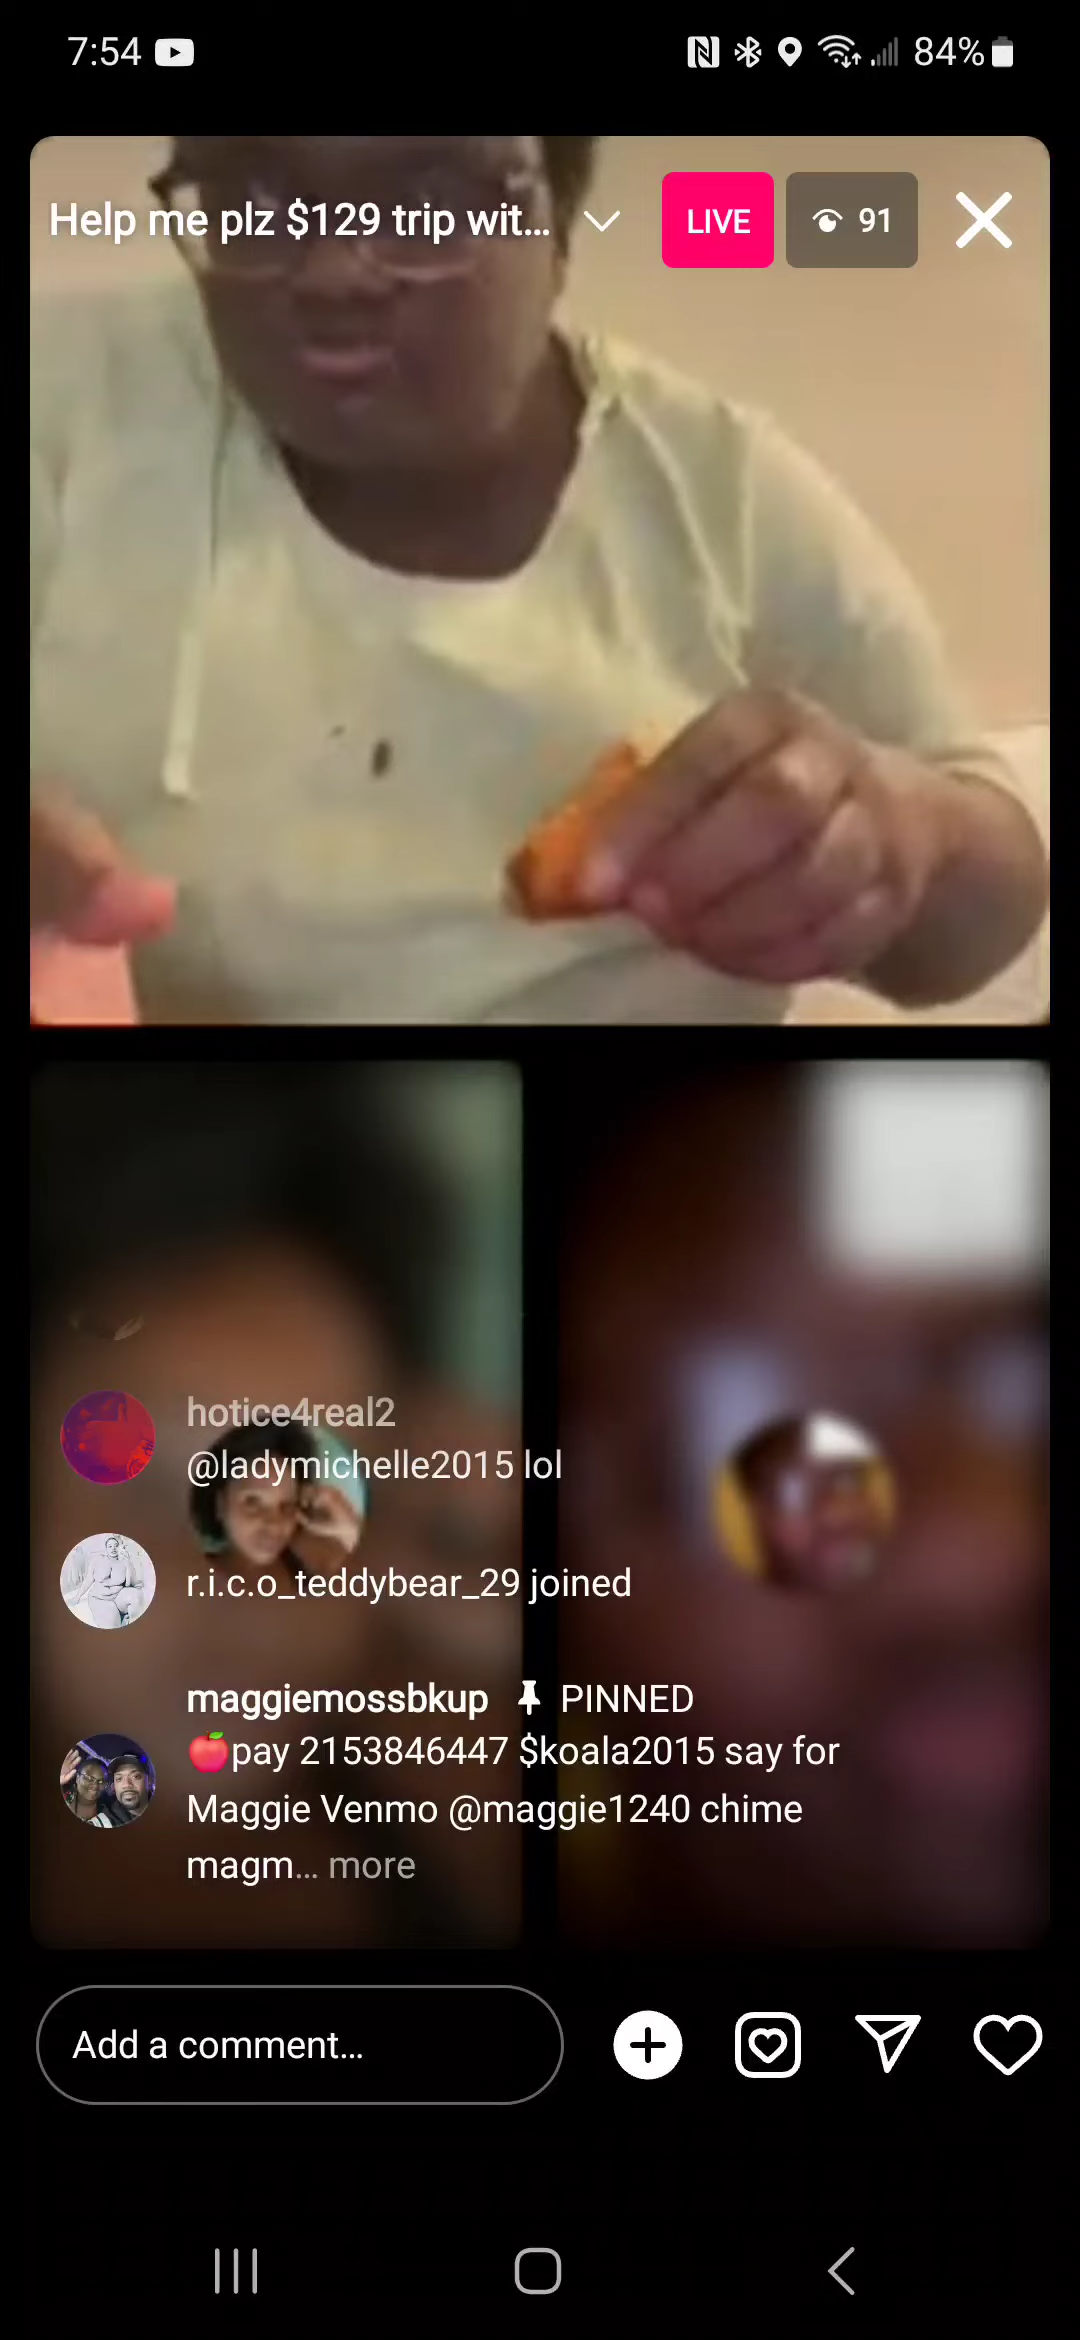 7:54
84%
Help me plz $129 trip wit...
LIVE
91
hotice4real2
@ladymichelle2015 lol
r.i.c.o_teddybear_29 joined
maggiemossbkup PINNED
🍎pay 2153846447 $koala2015 say for
Maggie Venmo @maggie1240 chime
magm... more
Add a comment...